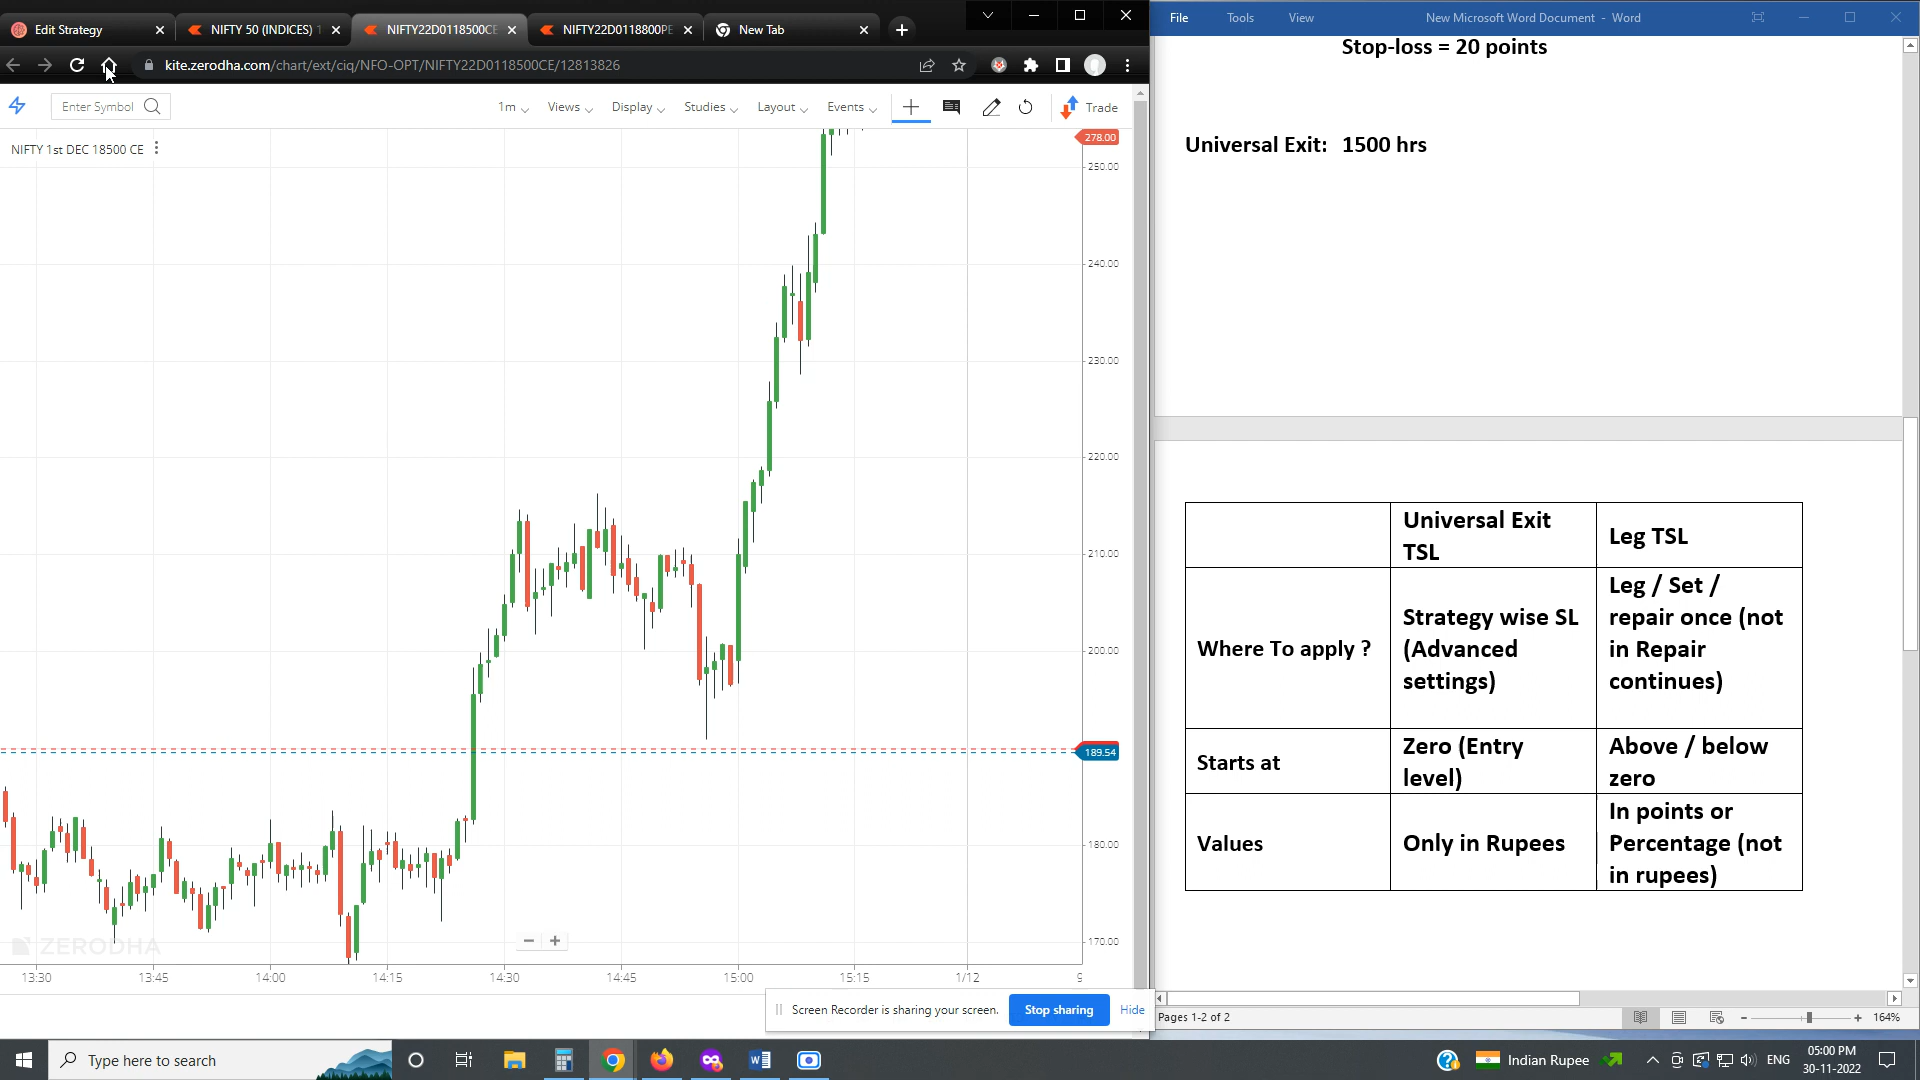 Edit Strategy
NIFTY 50 (INDICES)
NIFTY22D0118500CE
NIFTY22D0118800PE
New Tab
kite.zerodha.com/chart/ext/ciq/NFO-OPT/NIFTY22D0118500CE/12813826
Enter Symbol
1m
Views
Display
Studies
Layout
Events
Trade
NIFTY 1st DEC 18500 CE
278.00
250.00
240.00
230.00
220.00
210.00
200.00
189.54
180.00
170.00
ZERODHA
13:30 13:45 14:00 14:15 14:30 14:45 15:00 15:15 1/12 9
Screen Recorder is sharing your screen. Stop sharing Hide
File Tools View New Microsoft Word Document - Word
Stop-loss = 20 points
Universal Exit: 1500 hrs
Universal Exit
TSL
Leg TSL
Where To apply ?
Strategy wise SL
(Advanced
settings)
Leg / Set /
repair once (not
in Repair
continues)
Starts at
Zero (Entry
level)
Above / below
zero
Values
Only in Rupees
In points or
Percentage (not
in rupees)
Pages 1-2 of 2
164%
Type here to search
Indian Rupee
ENG
05:00 PM
30-11-2022